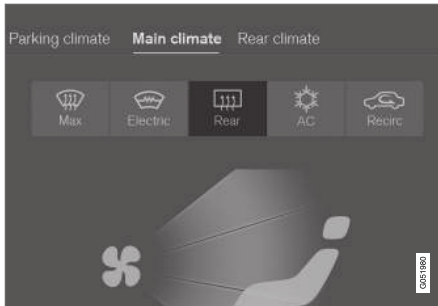 Parking climate Main climate Rear climate
Max Electric Rear AC Recirc
G051980